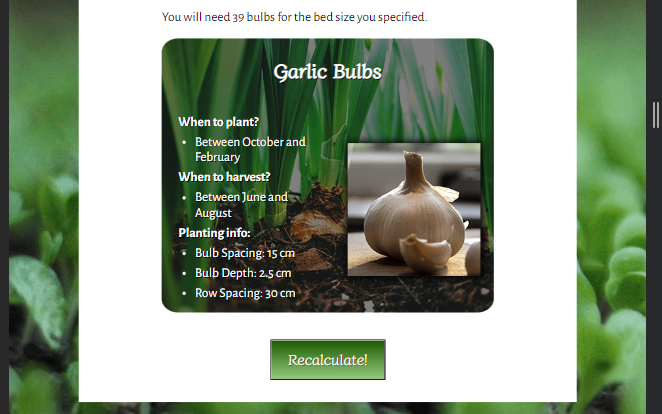 You will need 39 bulbs for the bed size you specified.
Garlic Bulbs
When to plant?
• Between October and
February
When to harvest?
• Between June and
August
Planting info:
• Bulb Spacing: 15 cm
• Bulb Depth: 2.5 cm
• Row Spacing: 30 cm
Recalculate!